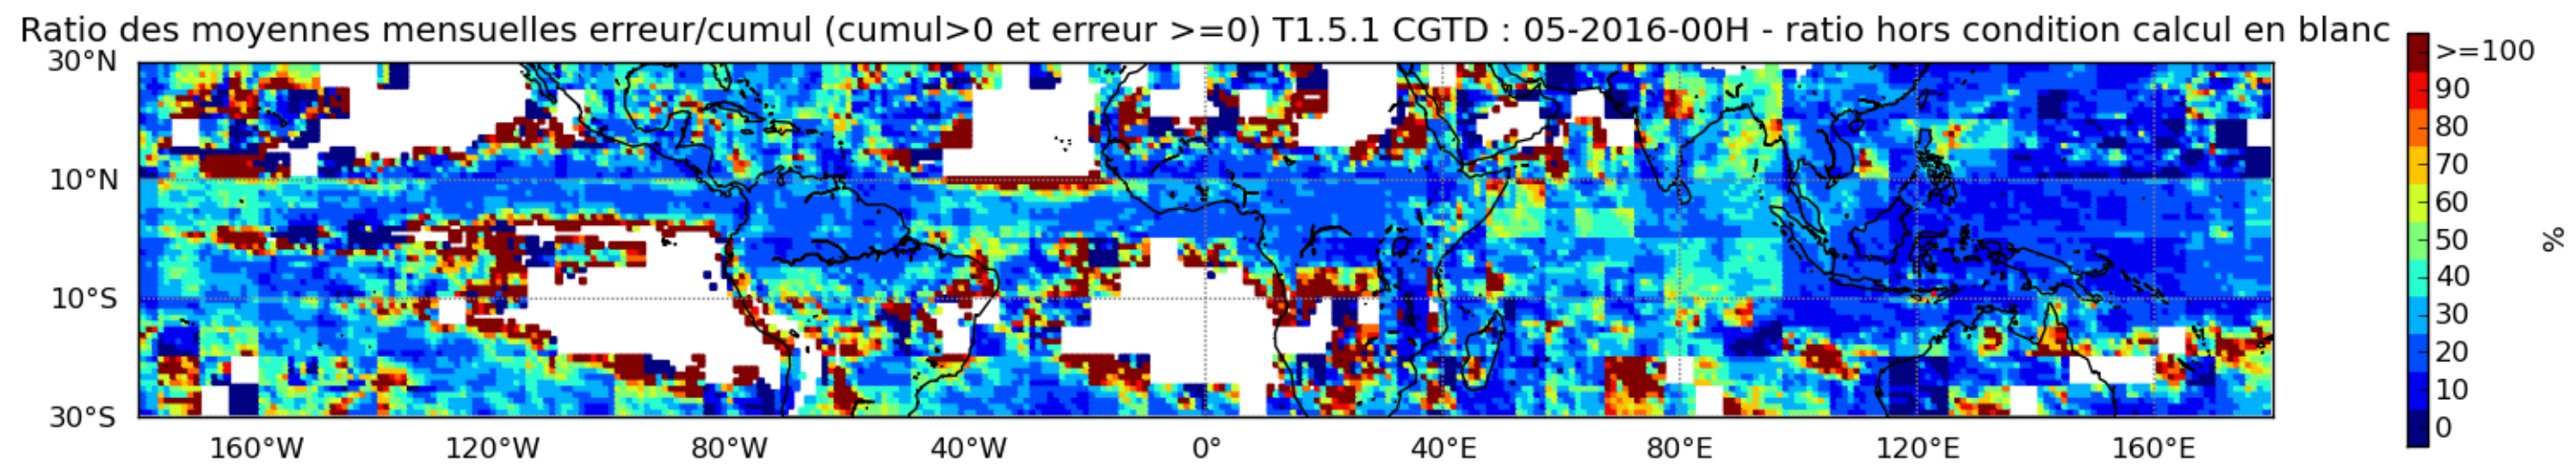 Ratio des moyennes mensuelles erreur/cumul (cumul>0 et erreur >=0) T1.5.1 CGTD : 05-2016-00H - ratio hors condition calcul en blanc
30°N
10°N
10°S
30°S
160°W 120°W 80°W 40°W 0° 40°E 80°E 120°E 160°E
>=100
90
80
70
60
50
40
30
20
10
0
%